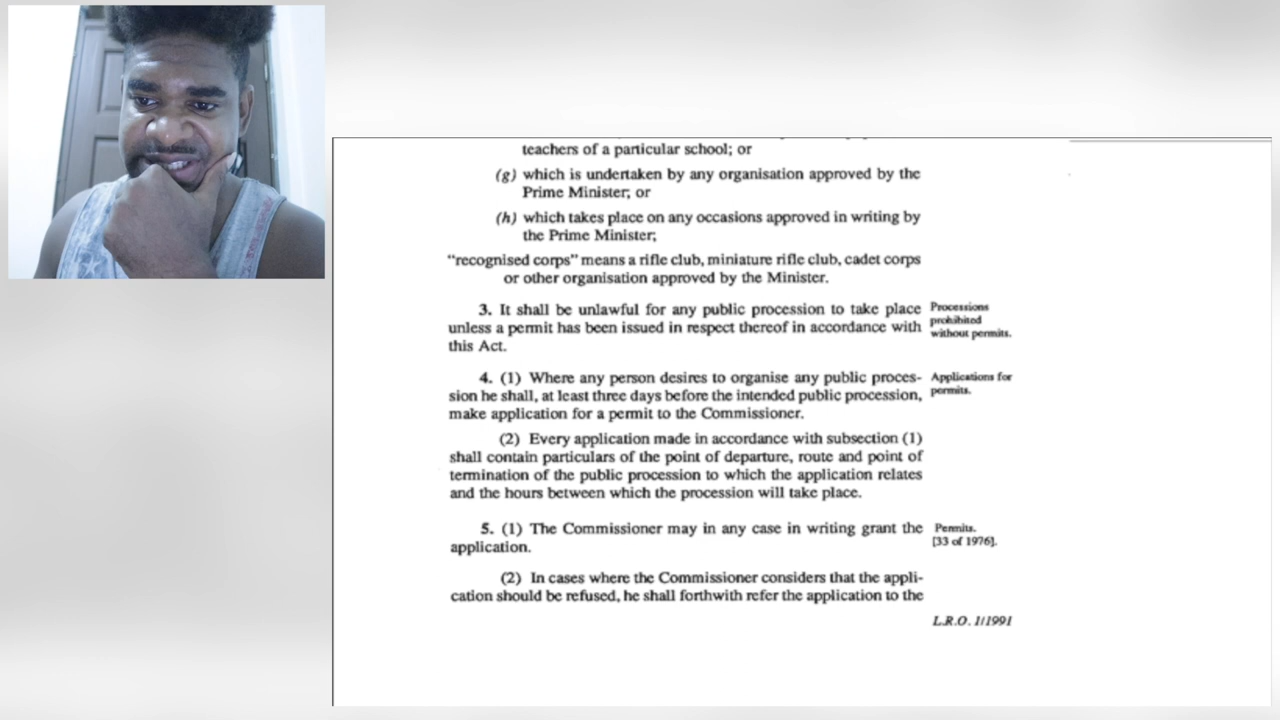 teachers of a particular school; or
(g) which is undertaken by any organisation approved by the
Prime Minister; or
(h) which takes place on any occasions approved in writing by
the Prime Minister;
“recognised corps” means a rifle club, miniature rifle club, cadet corps
or other organisation approved by the Minister.
3. It shall be unlawful for any public procession to take place
unless a permit has been issued in respect thereof in accordance with
this Act.
Processions
prohibited
without permits.
4. (1) Where any person desires to organise any public proces-
sion he shall, at least three days before the intended public procession,
make application for a permit to the Commissioner.
Applications for
permits.
(2) Every application made in accordance with subsection (1)
shall contain particulars of the point of departure, route and point of
termination of the public procession to which the application relates
and the hours between which the procession will take place.
5. (1) The Commissioner may in any case in writing grant the
application.
Permits.
[33 of 1976].
(2) In cases where the Commissioner considers that the appli-
cation should be refused, he shall forthwith refer the application to the
L.R.O. 1/1991